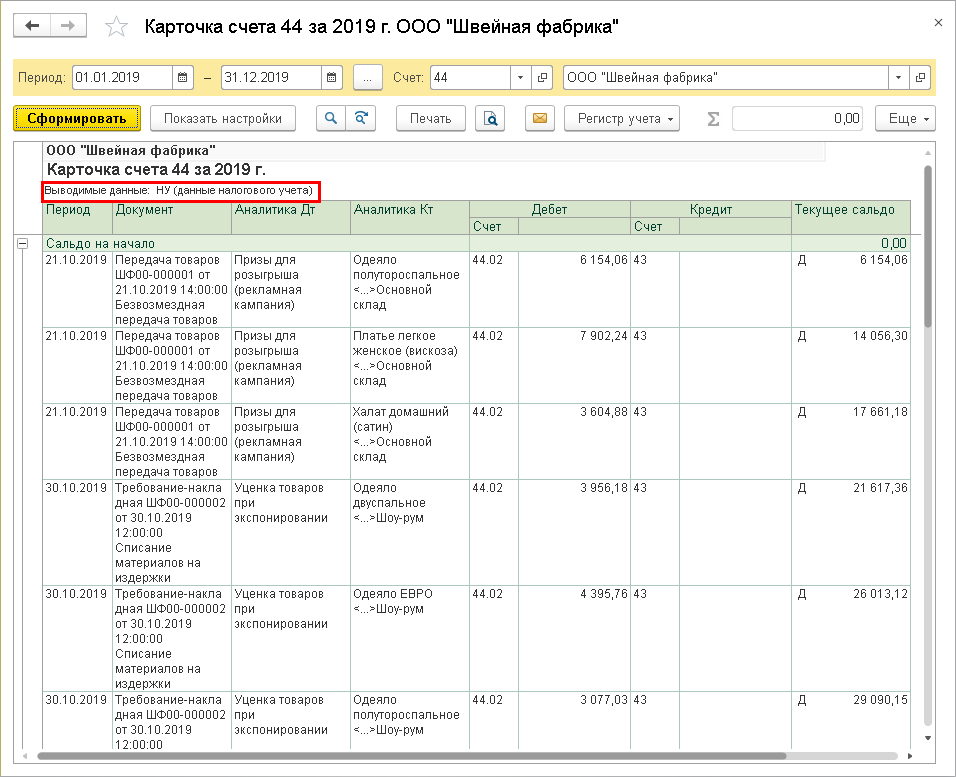 Карточка счета 44 за 2019 г. ООО "Швейная фабрика"
Период: 01.01.2019 – 31.12.2019 ... Счет: 44 ООО "Швейная фабрика"
Сформировать Показать настройки Печать Регистр учета Σ 0,00 Еще
ООО "Швейная фабрика"
Карточка счета 44 за 2019 г.
Выводимые данные: НУ (данные налогового учета)
Период Документ Аналитика Дт Аналитика Кт Дебет Кредит Текущее сальдо
Счет Счет
Сальдо на начало 0,00
21.10.2019 Передача товаров Призы для Одеяло 44.02 6 154,06 43 Д 6 154,06
ШФ00-000001 от розыгрыша полутороспальное
21.10.2019 14:00:00 (рекламная <...>Основной
Безвозмездная кампания) склад
передача товаров
21.10.2019 Передача товаров Призы для Платье легкое 44.02 7 902,24 43 Д 14 056,30
ШФ00-000001 от розыгрыша женское (вискоза)
21.10.2019 14:00:00 (рекламная <...>Основной
Безвозмездная кампания) склад
передача товаров
21.10.2019 Передача товаров Призы для Халат домашний 44.02 3 604,88 43 Д 17 661,18
ШФ00-000001 от розыгрыша (сатин)
21.10.2019 14:00:00 (рекламная <...>Основной
Безвозмездная кампания) склад
передача товаров
30.10.2019 Требование-накла Уценка товаров Одеяло 44.02 3 956,18 43 Д 21 617,36
дная ШФ00-000002 при двуспальное
от 30.10.2019 экспонировании <...>Шоу-рум
12:00:00
Списание
материалов на
издержки
30.10.2019 Требование-накла Уценка товаров Одеяло ЕВРО 44.02 4 395,76 43 Д 26 013,12
дная ШФ00-000002 при <...>Шоу-рум
от 30.10.2019 экспонировании
12:00:00
Списание
материалов на
издержки
30.10.2019 Требование-накла Уценка товаров Одеяло 44.02 3 077,03 43 Д 29 090,15
дная ШФ00-000002 при полутороспальное
от 30.10.2019 экспонировании <...>Шоу-рум
12:00:00